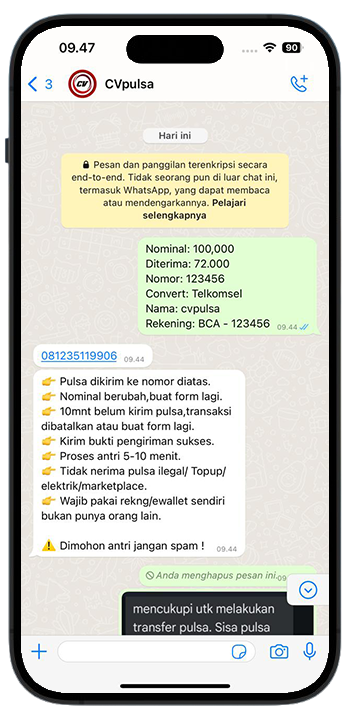 09.47
90
3
CV
CVpulsa
Hari ini
Pesan dan panggilan terenkripsi secara
end-to-end. Tidak seorang pun di luar chat ini,
termasuk WhatsApp, yang dapat membaca
atau mendengarkannya. Pelajari
selengkapnya
Nominal: 100,000
Diterima: 72.000
Nomor: 123456
Convert: Telkomsel
Nama: cvpulsa
Rekening: BCA - 123456 09.44
081235119906 09.44
👉 Pulsa dikirim ke nomor diatas.
👉 Nominal berubah,buat form lagi.
👉 10mnt belum kirim pulsa,transaksi
dibatalkan atau buat form lagi.
👉 Kirim bukti pengiriman sukses.
👉 Proses antri 5-10 menit.
👉 Tidak nerima pulsa ilegal/ Topup/
elektrik/marketplace.
👉 Wajib pakai rekng/ewallet sendiri
bukan punya orang lain.
⚠️ Dimohon antri jangan spam ! 09.44
Anda menghapus pesan ini. 09
mencukupi utk melakukan
transfer pulsa. Sisa pulsa